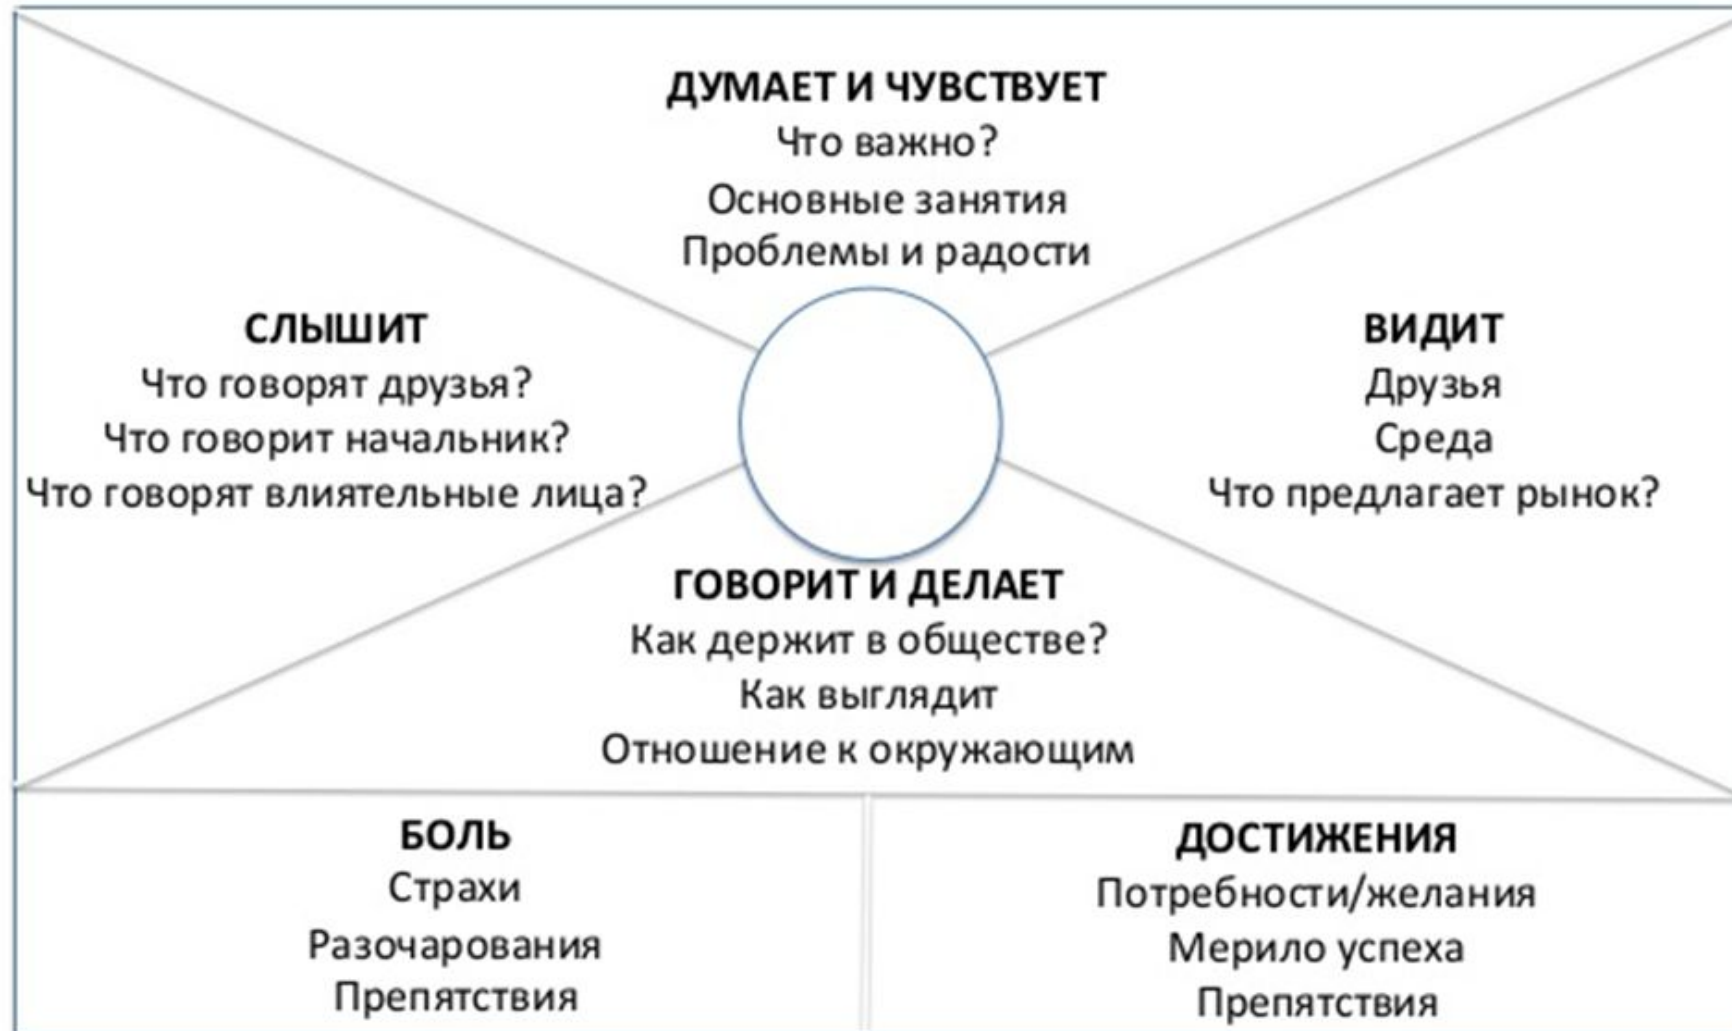 ДУМАЕТ И ЧУВСТВУЕТ
Что важно?
Основные занятия
Проблемы и радости
СЛЫШИТ
Что говорят друзья?
Что говорит начальник?
Что говорят влиятельные лица?
ВИДИТ
Друзья
Среда
Что предлагает рынок?
ГОВОРИТ И ДЕЛАЕТ
Как держит в обществе?
Как выглядит
Отношение к окружающим
БОЛЬ
Страхи
Разочарования
Препятствия
ДОСТИЖЕНИЯ
Потребности/желания
Мерило успеха
Препятствия